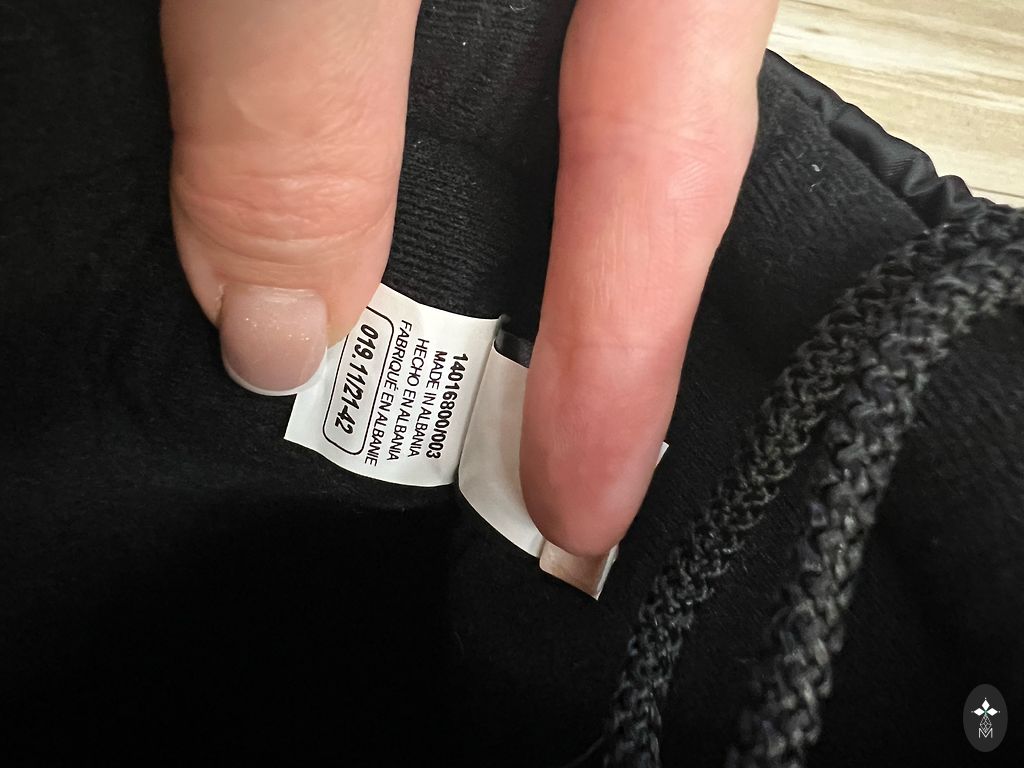 14016800/003
MADE IN ALBANIA
HECHO EN ALBANIA
FABRIQUÉ EN ALBANIE
019.11/21-42
M